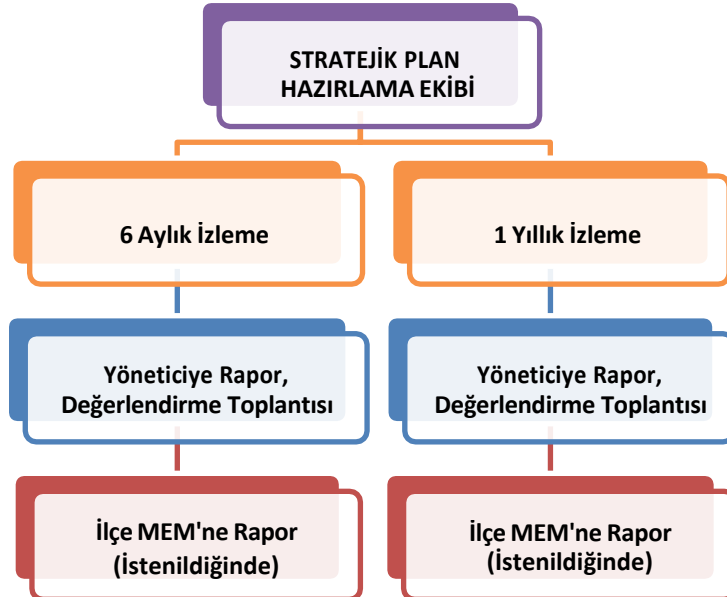 STRATEJİK PLAN
HAZIRLAMA EKİBİ
6 Aylık İzleme
1 Yıllık İzleme
Yöneticiye Rapor,
Değerlendirme Toplantısı
Yöneticiye Rapor,
Değerlendirme Toplantısı
İlçe MEM'ne Rapor
(İstenildiğinde)
İlçe MEM'ne Rapor
(İstenildiğinde)